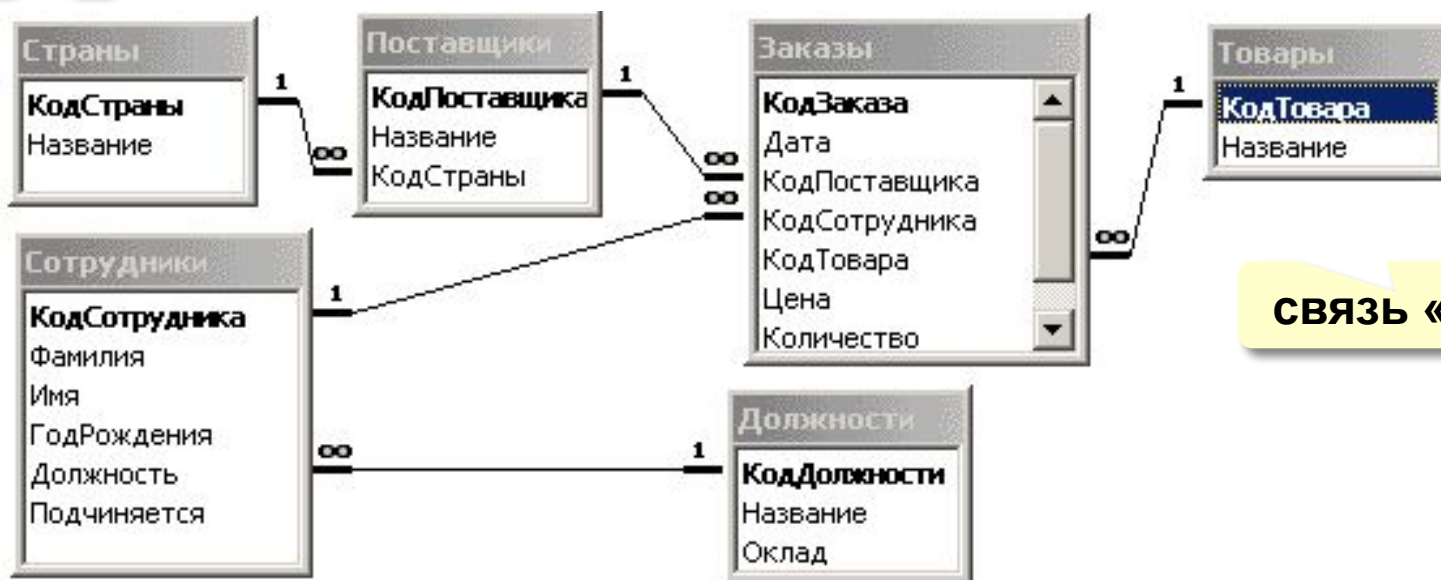 Страны
КодСтраны
Название
1
∞
Поставщики
КодПоставщика
Название
КодСтраны
1
∞
∞
Заказы
КодЗаказа
Дата
КодПоставщика
КодСотрудника
КодТовара
Цена
Количество
1
∞
Товары
КодТовара
Название
связь «
Сотрудники
КодСотрудника
Фамилия
Имя
ГодРождения
Должность
Подчиняется
1
∞
1
Должности
КодДолжности
Название
Оклад